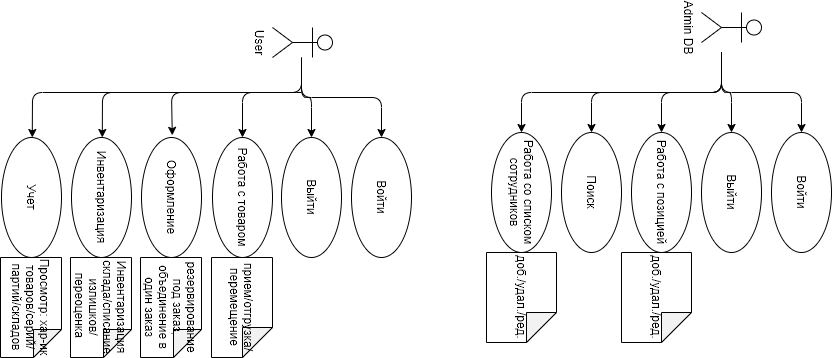 Admin DB
Войти
Выйти
Работа с позицией
доб./удал./ред.
Поиск
Работа со списком
сотрудников
доб./удал./ред.
User
Войти
Выйти
Работа с товаром
прием/отгрузка/
перемещение
Оформление
резервирование
под заказ,
объединение в
один заказ
Инвентаризация
Инвентаризация
склада/списание
излишков/
переоценка
Учет
Просмотр: хар-ик
товаров/серий/
партий/складов